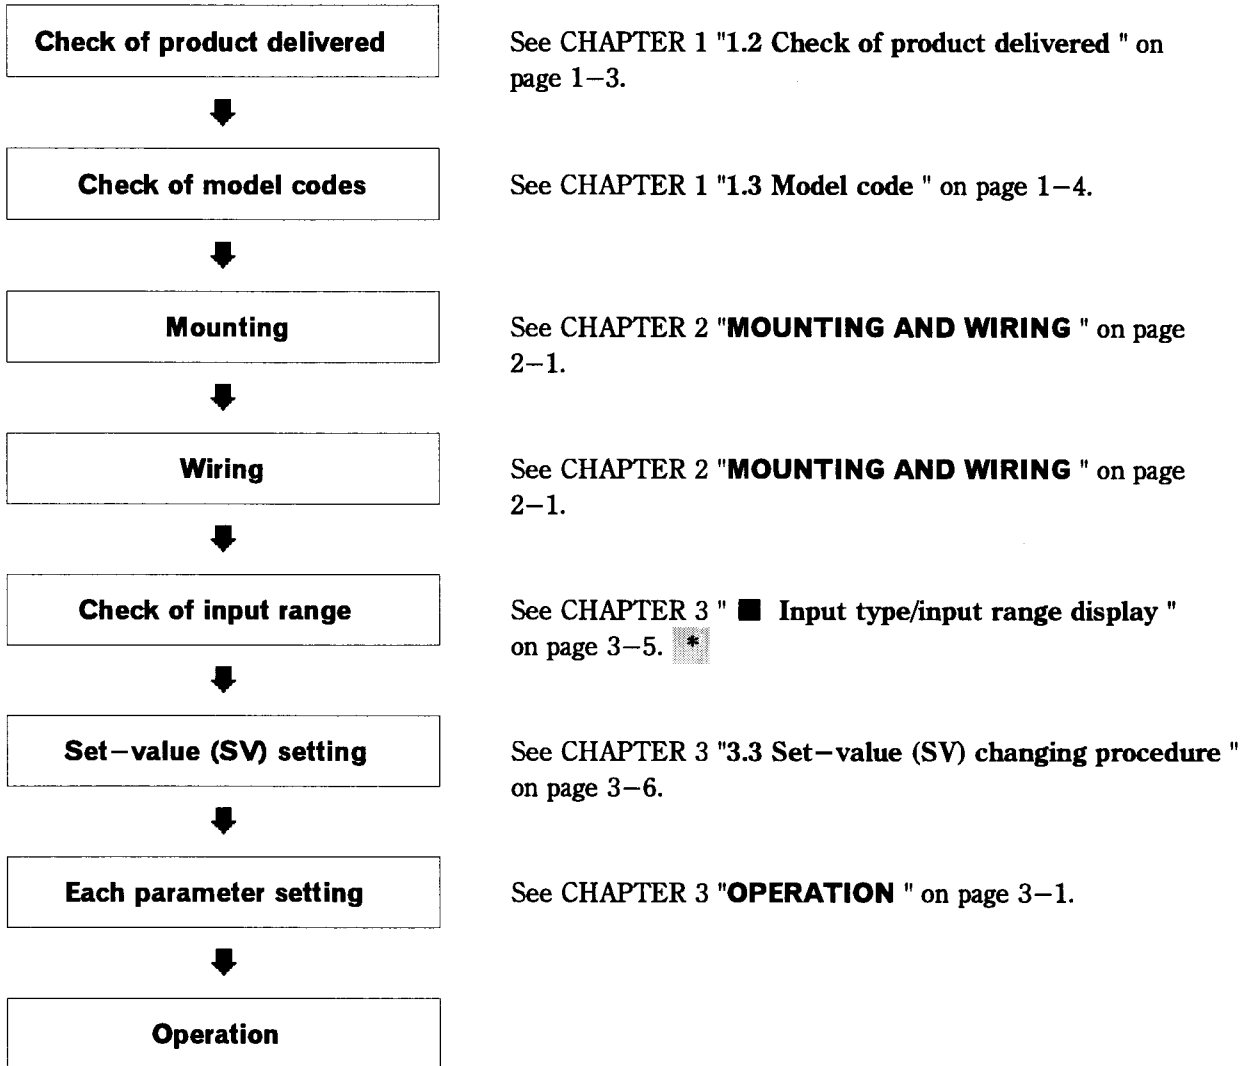 Check of product delivered
See CHAPTER 1 "1.2 Check of product delivered " on
page 1−3.
Check of model codes
See CHAPTER 1 "1.3 Model code " on page 1−4.
Mounting
See CHAPTER 2 "MOUNTING AND WIRING " on page
2−1.
Wiring
See CHAPTER 2 "MOUNTING AND WIRING " on page
2−1.
Check of input range
See CHAPTER 3 " ■ Input type/input range display "
on page 3−5. *
Set−value (SV) setting
See CHAPTER 3 "3.3 Set−value (SV) changing procedure "
on page 3−6.
Each parameter setting
See CHAPTER 3 "OPERATION " on page 3−1.
Operation